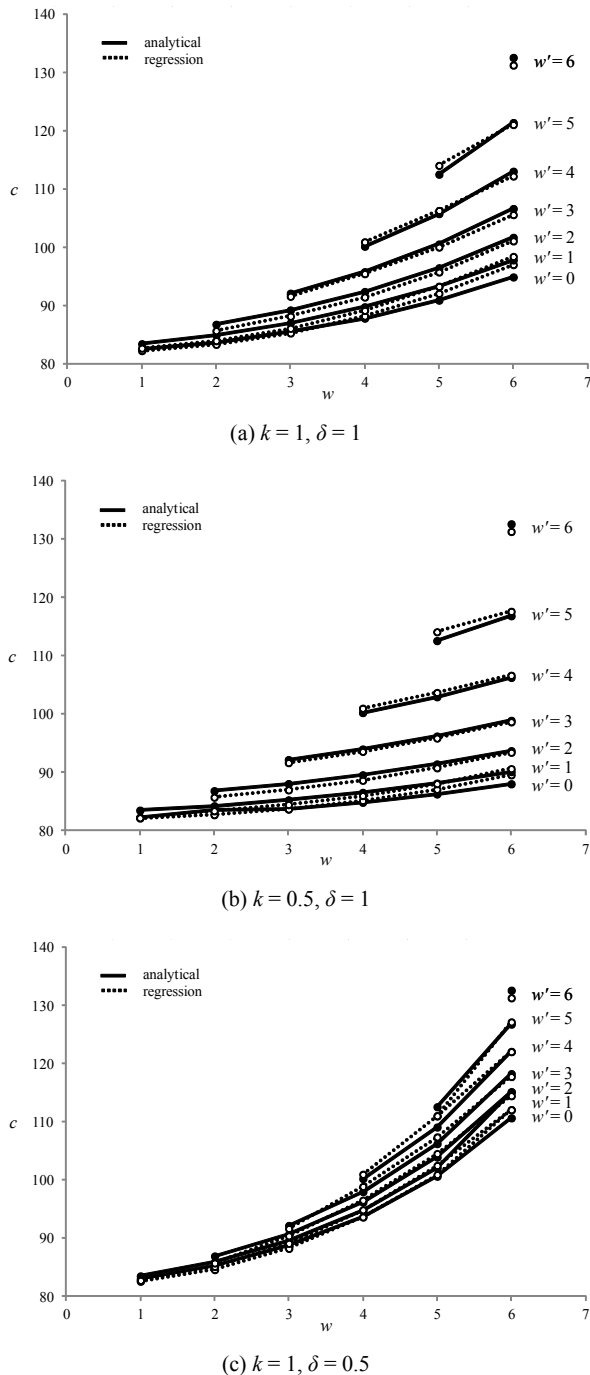 analytical
regression
140
130
120
110
100
90
80
c
0 1 2 3 4 5 6 7
w
w' = 6
w' = 5
w' = 4
w' = 3
w' = 2
w' = 1
w' = 0
(a) k = 1, δ = 1
analytical
regression
140
130
120
110
100
90
80
c
0 1 2 3 4 5 6 7
w
w' = 6
w' = 5
w' = 4
w' = 3
w' = 2
w' = 1
w' = 0
(b) k = 0.5, δ = 1
analytical
regression
140
130
120
110
100
90
80
c
0 1 2 3 4 5 6 7
w
w' = 6
w' = 5
w' = 4
w' = 3
w' = 2
w' = 1
w' = 0
(c) k = 1, δ = 0.5